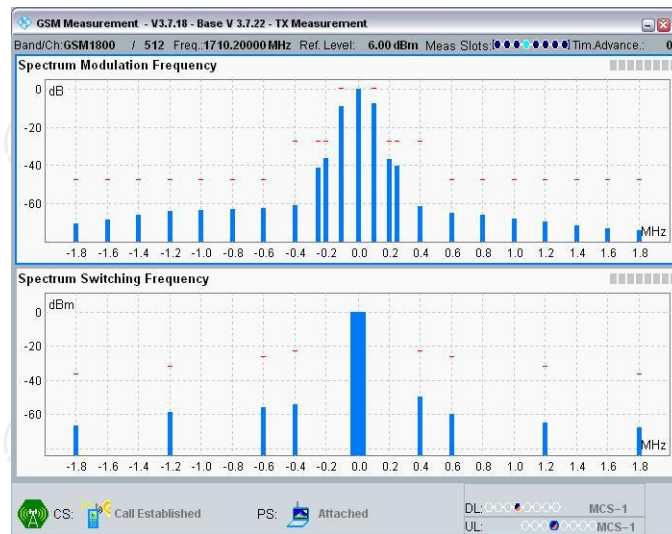 GSM Measurement - V3.7.18 - Base V 3.7.22 - TX Measurement
Band/Ch:GSM1800 / 512 Freq.:1710.20000 MHz Ref. Level: 6.00 dBm Meas Slots: Tim.Advance.: 0
Spectrum Modulation Frequency
dB
0
-20
-40
-60
MHz
-1.8 -1.6 -1.4 -1.2 -1.0 -0.8 -0.6 -0.4 -0.2 0.0 0.2 0.4 0.6 0.8 1.0 1.2 1.4 1.6 1.8
Spectrum Switching Frequency
dBm
0
-20
-40
-60
MHz
-1.8 -1.6 -1.4 -1.2 -1.0 -0.8 -0.6 -0.4 -0.2 0.0 0.2 0.4 0.6 0.8 1.0 1.2 1.4 1.6 1.8
CS: Call Established PS: Attached
DL: MCS-1
UL: MCS-1